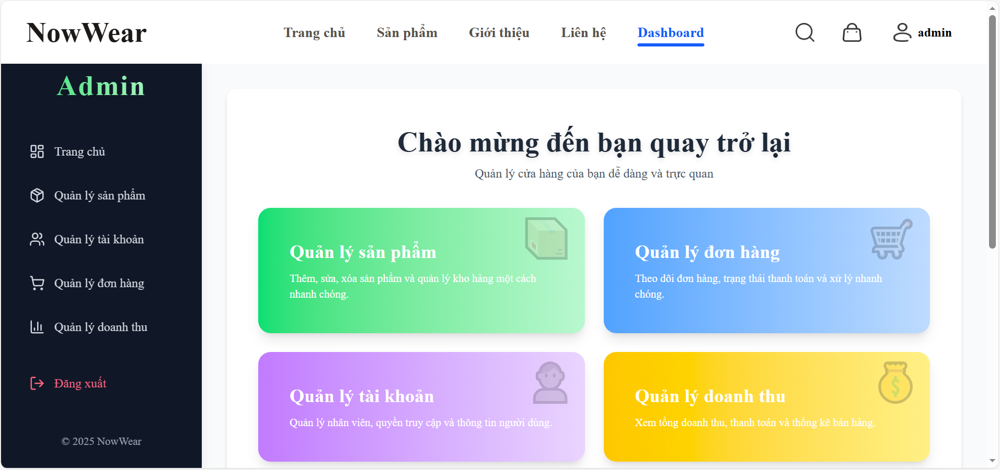 NowWear
Trang chủ
Sản phẩm
Giới thiệu
Liên hệ
Dashboard
admin
Admin
Trang chủ
Quản lý sản phẩm
Quản lý tài khoản
Quản lý đơn hàng
Quản lý doanh thu
Đăng xuất
© 2025 NowWear
Chào mừng đến bạn quay trở lại
Quản lý cửa hàng của bạn dễ dàng và trực quan
Quản lý sản phẩm
Thêm, sửa, xóa sản phẩm và quản lý kho hàng một cách
nhanh chóng.
Quản lý đơn hàng
Theo dõi đơn hàng, trạng thái thanh toán và xử lý nhanh
chóng.
Quản lý tài khoản
Quản lý nhân viên, quyền truy cập và thông tin người dùng.
Quản lý doanh thu
Xem tổng doanh thu, thanh toán và thống kê bán hàng.